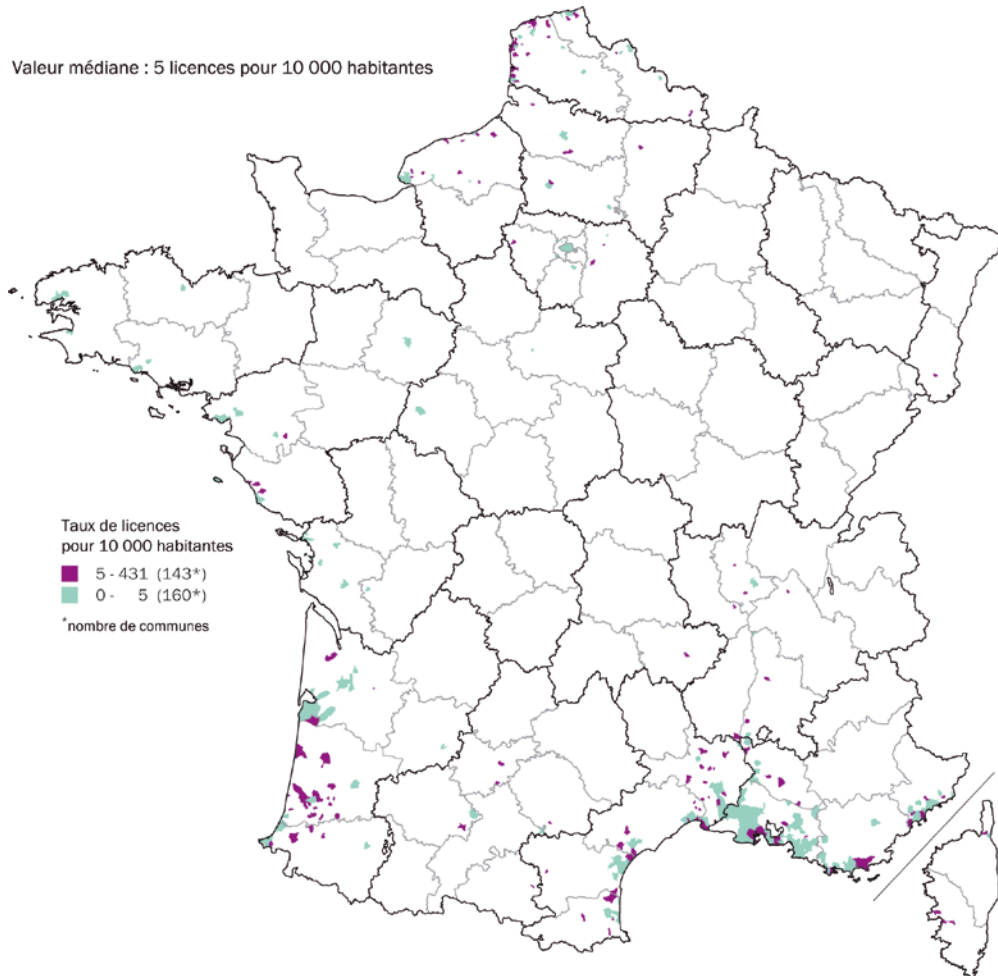 Valeur médiane : 5 licences pour 10 000 habitantes
Taux de licences
pour 10 000 habitantes
5 - 431 (143*)
0 - 5 (160*)
*nombre de communes